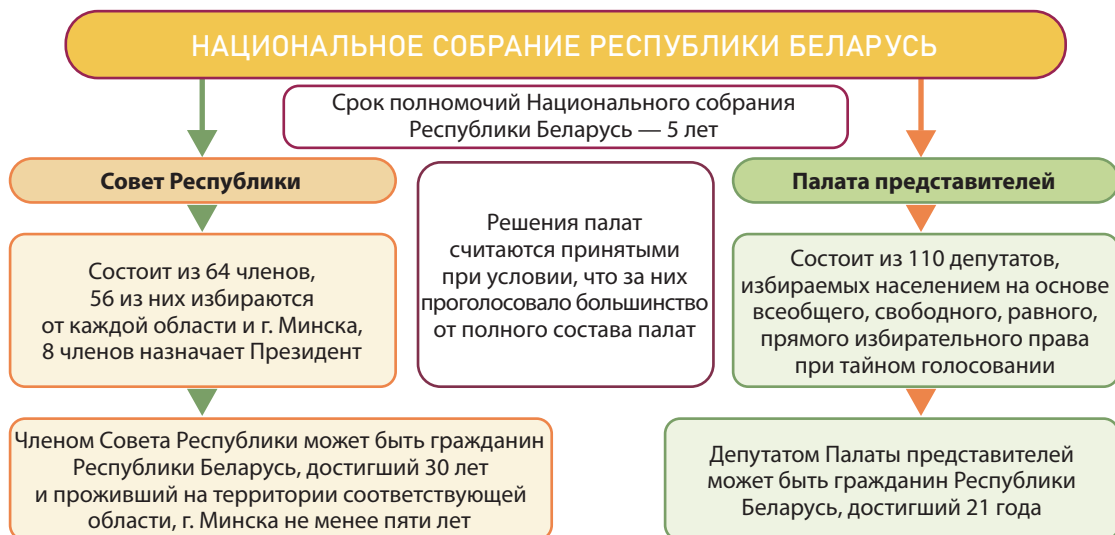 НАЦИОНАЛЬНОЕ СОБРАНИЕ РЕСПУБЛИКИ БЕЛАРУСЬ
Срок полномочий Национального собрания
Республики Беларусь — 5 лет
Совет Республики
Состоит из 64 членов,
56 из них избираются
от каждой области и г. Минска,
8 членов назначает Президент
Членом Совета Республики может быть гражданин
Республики Беларусь, достигший 30 лет
и проживший на территории соответствующей
области, г. Минска не менее пяти лет
Решения палат
считаются принятыми
при условии, что за них
проголосовало большинство
от полного состава палат
Палата представителей
Состоит из 110 депутатов,
избираемых населением на основе
всеобщего, свободного, равного,
прямого избирательного права
при тайном голосовании
Депутатом Палаты представителей
может быть гражданин Республики
Беларусь, достигший 21 года